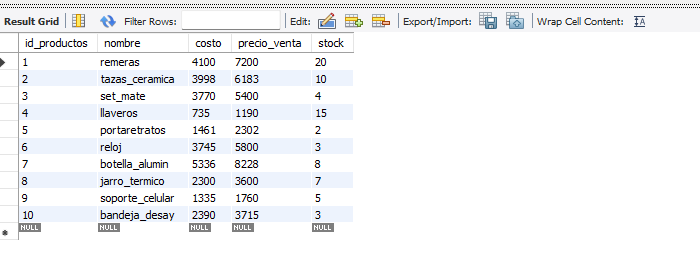 Result Grid Filter Rows: Edit: Export/Import: Wrap Cell Content: IA
id_productos nombre costo precio_venta stock
1 remeras 4100 7200 20
2 tazas_ceramica 3998 6183 10
3 set_mate 3770 5400 4
4 llaveros 735 1190 15
5 portaretratos 1461 2302 2
6 reloj 3745 5800 3
7 botella_alumin 5336 8228 8
8 jarro_termico 2300 3600 7
9 soporte_celular 1335 1760 5
10 bandeja_desay 2390 3715 3
NULL NULL NULL NULL NULL